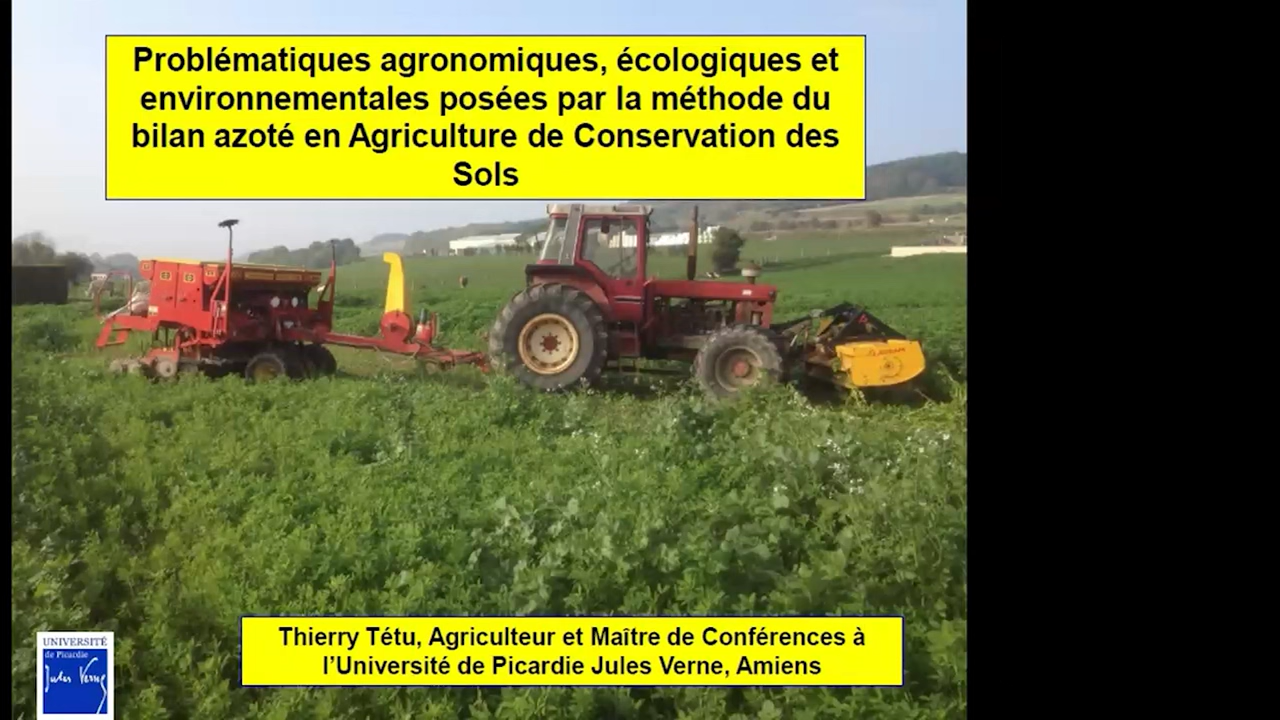 Problématiques agronomiques, écologiques et
environnementales posées par la méthode du
bilan azoté en Agriculture de Conservation des
Sols
Thierry Tétu, Agriculteur et Maître de Conférences à
l'Université de Picardie Jules Verne, Amiens
UNIVERSITÉ
de Picardie
Jules Verne